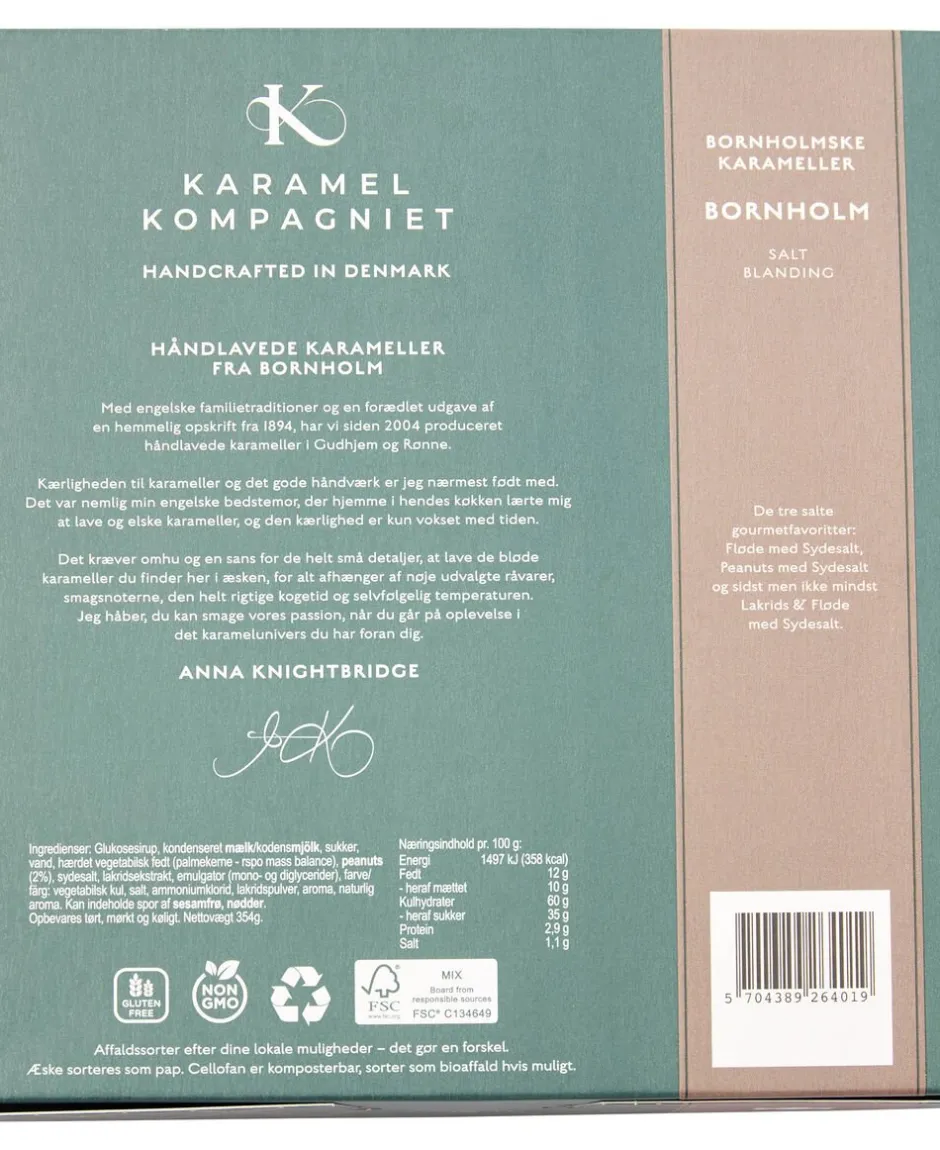 K
KARAMEL
KOMPAGNIET
HANDCRAFTED IN DENMARK
HÅNDLAVEDE KARAMELLER
FRA BORNHOLM
Med engelske familietraditioner og en forædlet udgave af
en hemmelig opskrift fra 1894, har vi siden 2004 produceret
håndlavede karameller i Gudhjem og Rønne.
Kærligheden til karameller og det gode håndværk er jeg nærmest født med.
Det var nemlig min engelske bedstemor, der hjemme i hendes køkken lærte mig
at lave og elske karameller, og den kærlighed er kun vokset med tiden.
Det kræver omhu og en sans for de helt små detaljer, at lave de bløde
karameller du finder her i æsken, for alt afhænger af nøje udvalgte råvarer,
smagsnoterne, den helt rigtige kogetid og selvfølgelig temperaturen.
Jeg håber, du kan smage vores passion, når du går på oplevelse i
det karamelunivers du har foran dig.
ANNA KNIGHTBRIDGE
Ingredienser: Glukosesirup, kondenseret mælk/kodensmjölk, sukker,
vand, hærdet vegetabilsk fedt (palmekerne - rspo mass balance), peanuts
(2%), sydesalt, lakridsekstrakt, emulgator (mono- og diglycerider), farve/
färg: vegetabilsk kul, salt, ammoniumklorid, lakridspulver, aroma, naturlig
aroma. Kan indeholde spor af sesamfrø, nødder.
Opbevares tørt, mørkt og køligt. Nettovægt 354g.
Næringsindhold pr. 100 g:
Energi 1497 kJ (358 kcal)
Fedt 12 g
- heraf mættet 10 g
Kulhydrater 60 g
- heraf sukker 35 g
Protein 2,9 g
Salt 1,1 g
GLUTEN
FREE
NON
GMO
FSC®
www.fsc.org
MIX
Board from
responsible sources
FSC® C134649
Affaldssorter efter dine lokale muligheder – det gør en forskel.
Æske sorteres som pap. Cellofan er komposterbar, sorter som bioaffald hvis muligt.
BORNHOLMSKE
KARAMELLER
BORNHOLM
SALT
BLANDING
De tre salte
gourmetfavoritter:
Fløde med Sydesalt,
Peanuts med Sydesalt
og sidst men ikke mindst
Lakrids & Fløde
med Sydesalt.
5 704389 264019